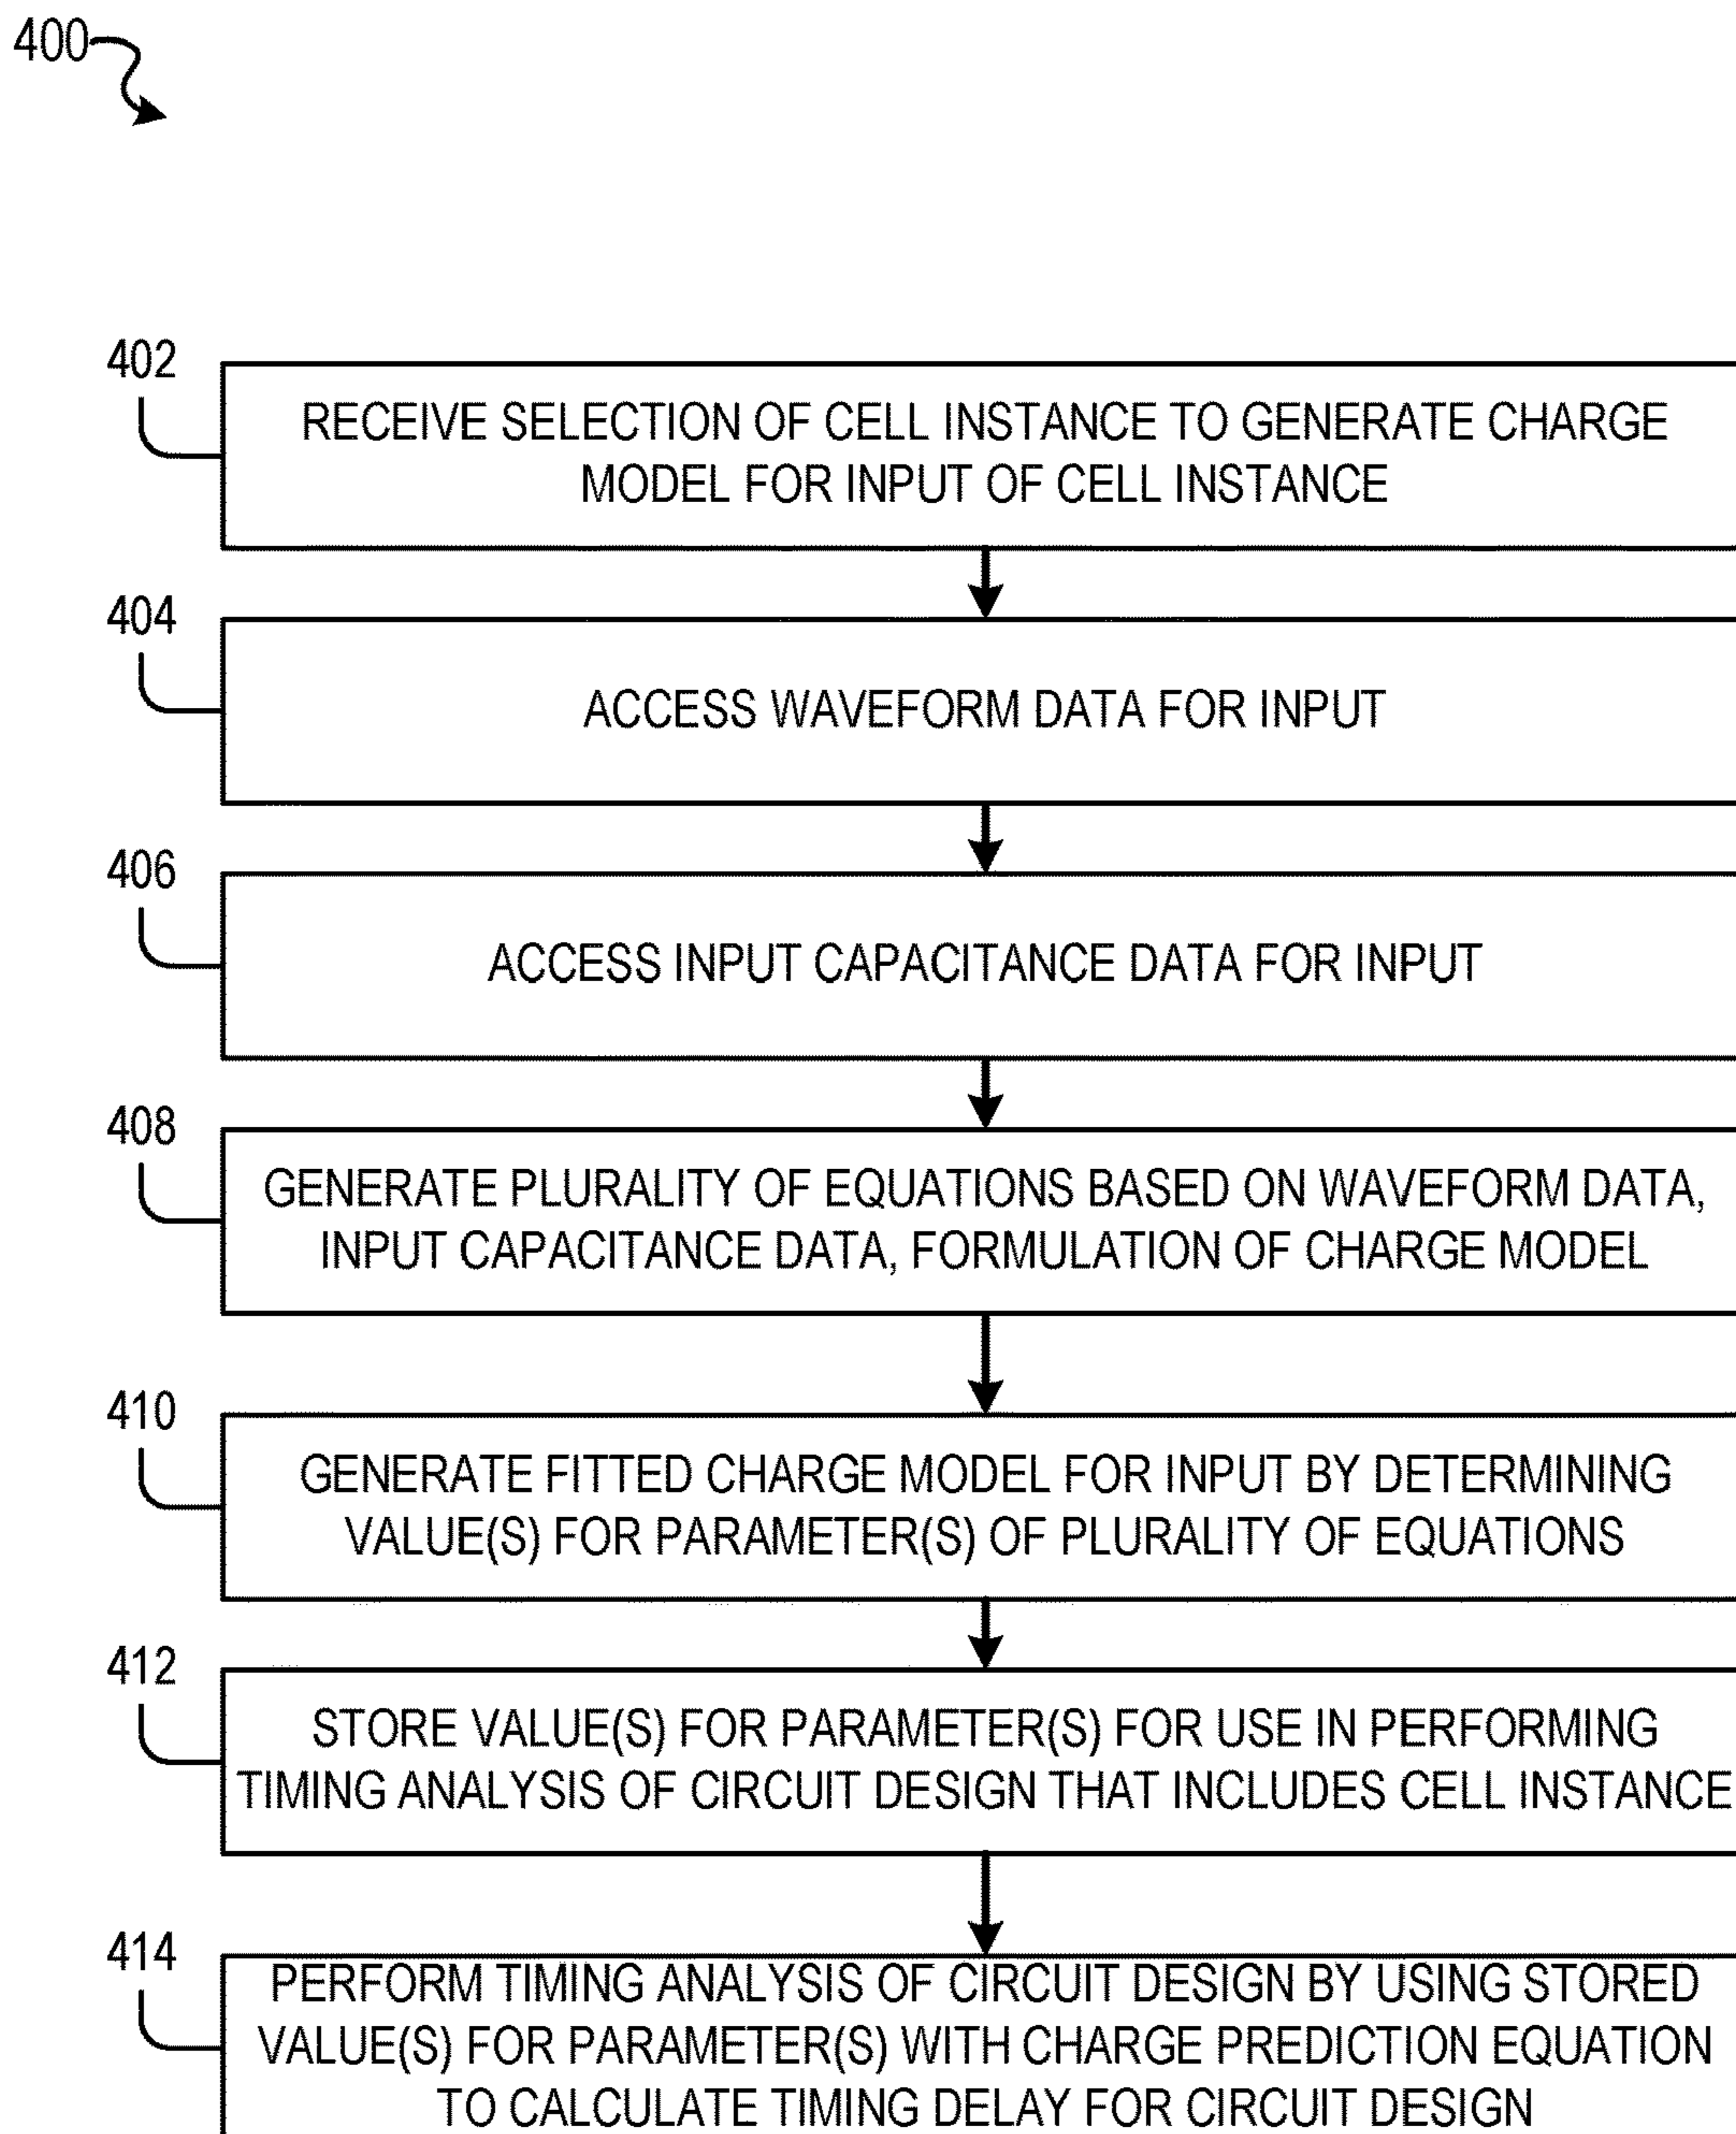 400
402
RECEIVE SELECTION OF CELL INSTANCE TO GENERATE CHARGE
MODEL FOR INPUT OF CELL INSTANCE
404
ACCESS WAVEFORM DATA FOR INPUT
406
ACCESS INPUT CAPACITANCE DATA FOR INPUT
408
GENERATE PLURALITY OF EQUATIONS BASED ON WAVEFORM DATA,
INPUT CAPACITANCE DATA, FORMULATION OF CHARGE MODEL
410
GENERATE FITTED CHARGE MODEL FOR INPUT BY DETERMINING
VALUE(S) FOR PARAMETER(S) OF PLURALITY OF EQUATIONS
412
STORE VALUE(S) FOR PARAMETER(S) FOR USE IN PERFORMING
TIMING ANALYSIS OF CIRCUIT DESIGN THAT INCLUDES CELL INSTANCE
414
PERFORM TIMING ANALYSIS OF CIRCUIT DESIGN BY USING STORED
VALUE(S) FOR PARAMETER(S) WITH CHARGE PREDICTION EQUATION
TO CALCULATE TIMING DELAY FOR CIRCUIT DESIGN